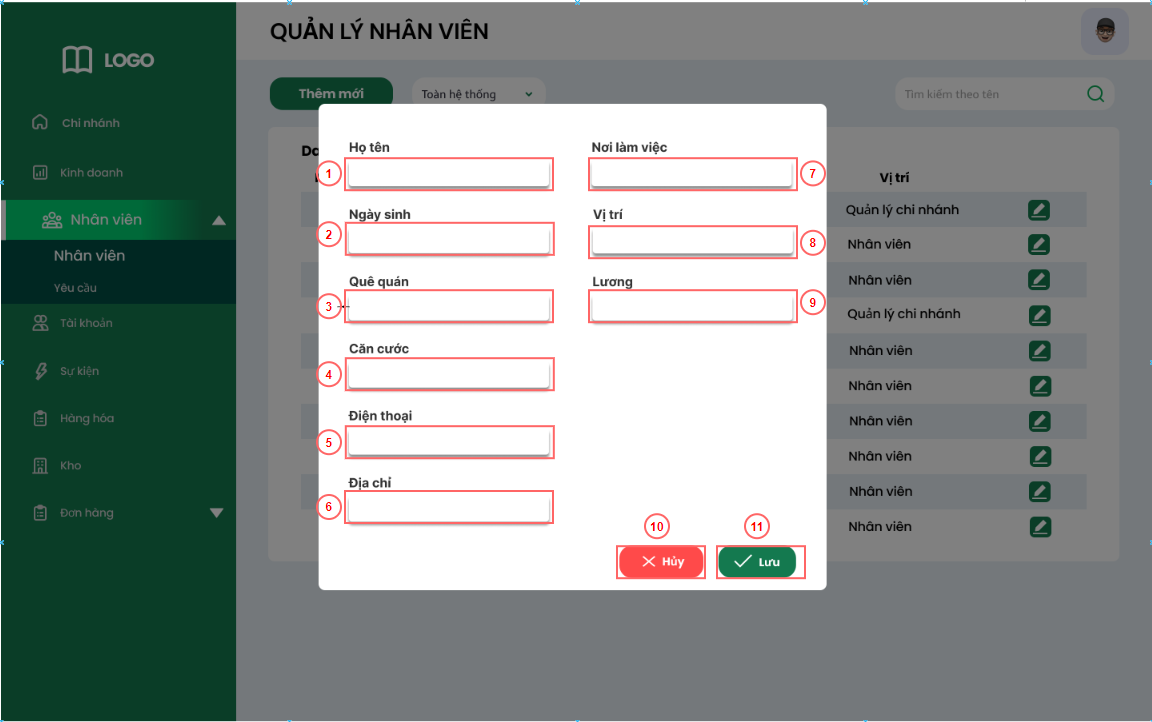 LOGO
Chi nhánh
Kinh doanh
Nhân viên
Nhân viên
Yêu cầu
Tài khoản
Sự kiện
Hàng hóa
Kho
Đơn hàng
QUẢN LÝ NHÂN VIÊN
Thêm mới
Toàn hệ thống
Tìm kiếm theo tên
Họ tên
1
Ngày sinh
2
Quê quán
3
Căn cước
4
Điện thoại
5
Địa chỉ
6
Nơi làm việc
7
Vị trí
8
Lương
9
10
11
Hủy
Lưu
Vị trí
Quản lý chi nhánh
Nhân viên
Nhân viên
Quản lý chi nhánh
Nhân viên
Nhân viên
Nhân viên
Nhân viên
Nhân viên
Nhân viên